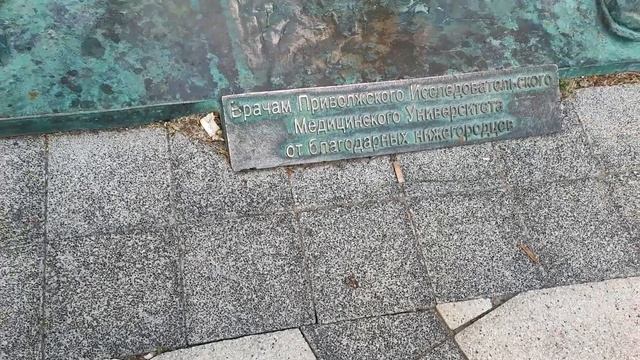 Врачам Приволжского Исследовательского
Медицинского Университета
от благодарных нижегородцев